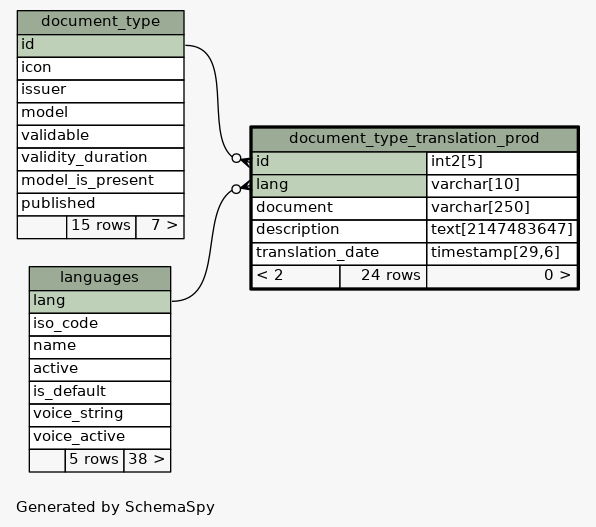 document_type
id
icon
issuer
model
validable
validity_duration
model_is_present
published
15 rows 7 >
document_type_translation_prod
id int2[5]
lang varchar[10]
document varchar[250]
description text[2147483647]
translation_date timestamp[29,6]
< 2 24 rows 0 >
languages
lang
iso_code
name
active
is_default
voice_string
voice_active
5 rows 38 >
Generated by SchemaSpy